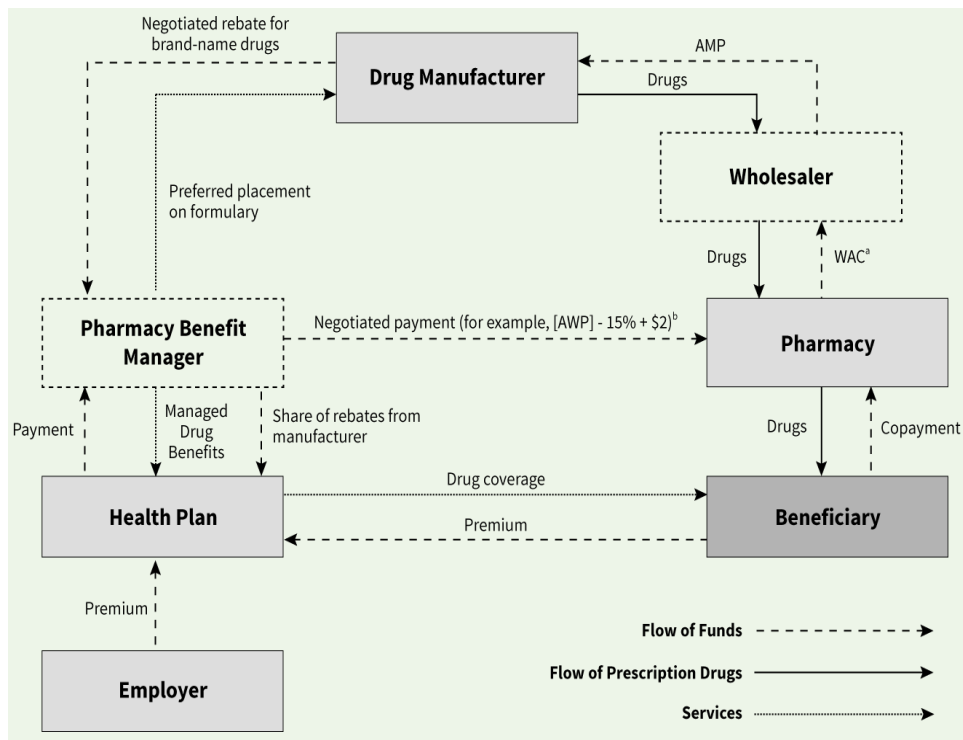 Negotiated rebate for
brand-name drugs
AMP
Drug Manufacturer
Drugs
Preferred placement
on formulary
Wholesaler
Drugs
WACᵃ
Pharmacy Benefit
Manager
Negotiated payment (for example, [AWP] - 15% + $2)ᵇ
Pharmacy
Payment
Managed
Drug
Benefits
Share of rebates from
manufacturer
Drugs
Copayment
Health Plan
Drug coverage
Premium
Beneficiary
Premium
Employer
Flow of Funds
Flow of Prescription Drugs
Services